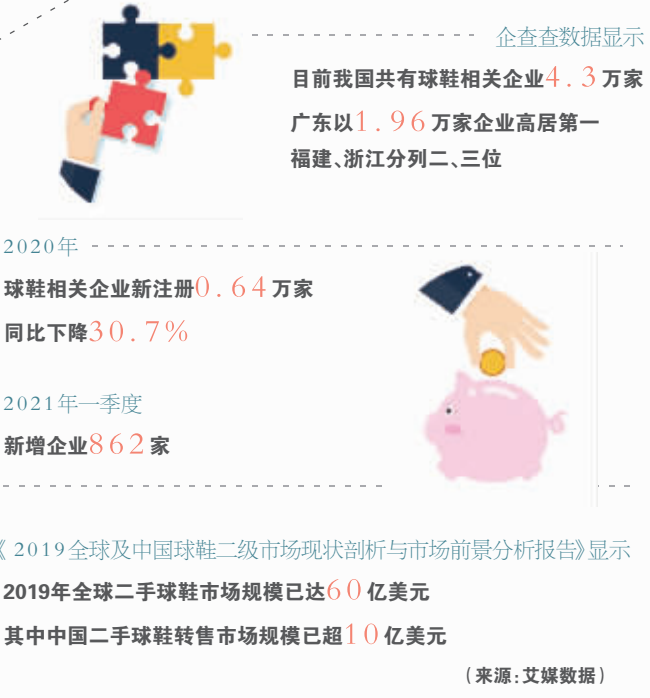 企查查数据显示
目前我国共有球鞋相关企业4.3万家
广东以1.96万家企业高居第一
福建、浙江分列二、三位
2020年
球鞋相关企业新注册0.64万家
同比下降30.7%
2021年一季度
新增企业862家
《2019全球及中国球鞋二级市场现状剖析与市场前景分析报告》显示
2019年全球二手球鞋市场规模已达60亿美元
其中中国二手球鞋转售市场规模已超10亿美元
（来源：艾媒数据）